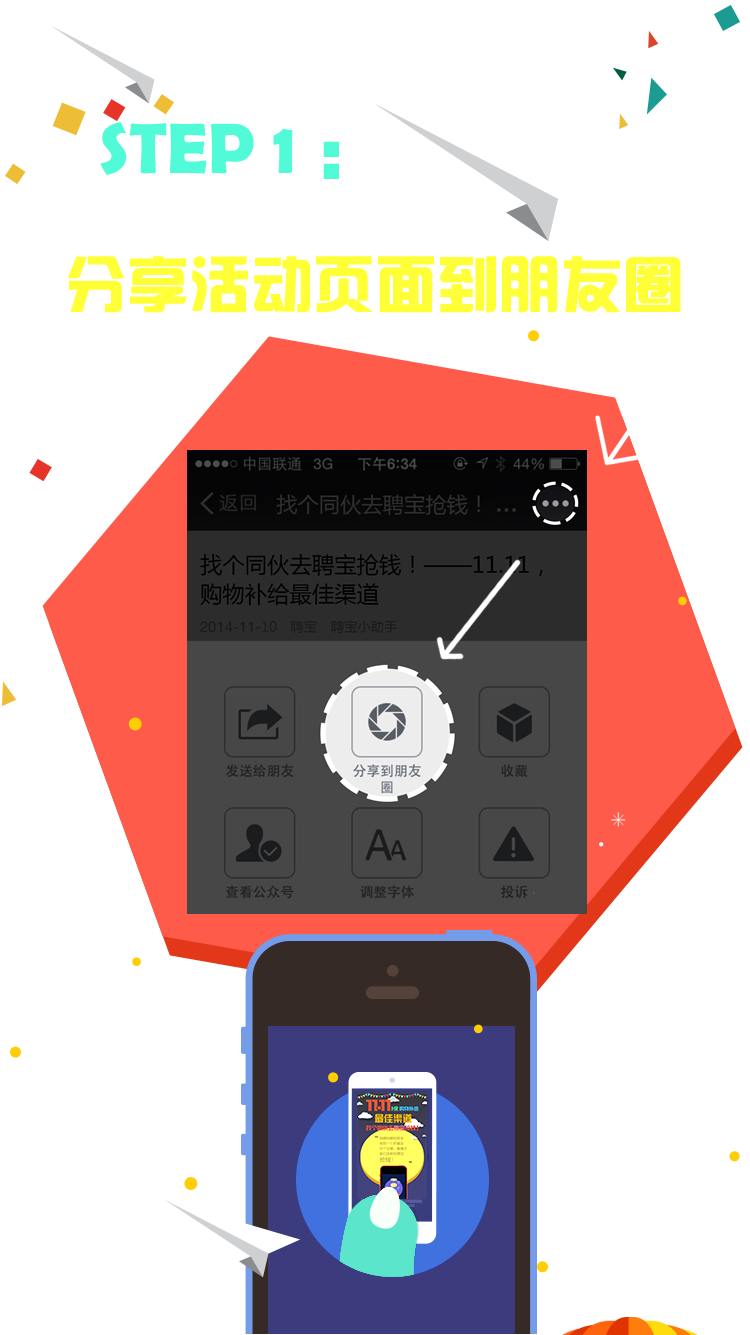 STEP 1：
分享活动页面到朋友圈
中国联通 3G 下午6:34 44%
返回 找个同伙去聘宝抢钱！ ...
找个同伙去聘宝抢钱！——11.11，
购物补给最佳渠道
2014-11-10 聘宝 聘宝小助手
发送给朋友 分享到朋友圈 收藏
查看公众号 调整字体 投诉
11.11
最佳渠道